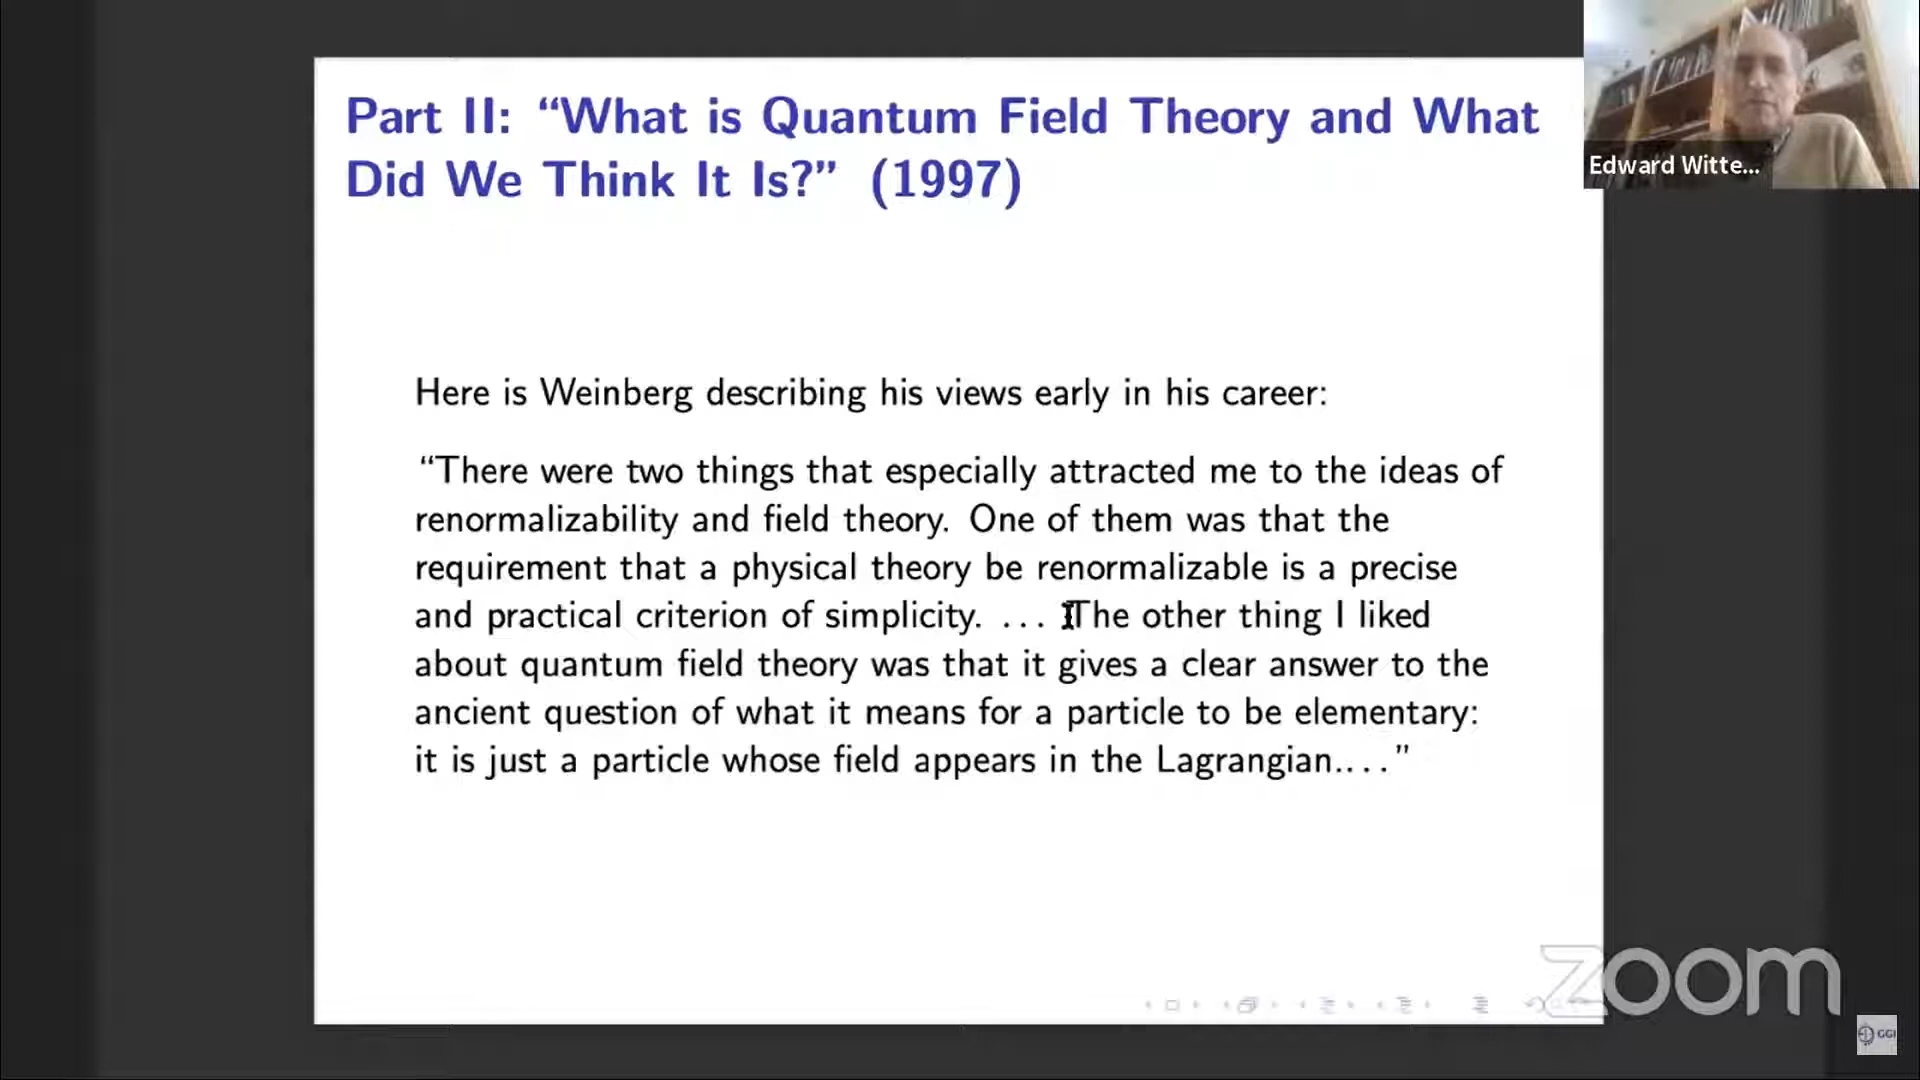 Part II: “What is Quantum Field Theory and What
Did We Think It Is?” (1997)
Edward Witte...
Here is Weinberg describing his views early in his career:
“There were two things that especially attracted me to the ideas of
renormalizability and field theory. One of them was that the
requirement that a physical theory be renormalizable is a precise
and practical criterion of simplicity. ... The other thing I liked
about quantum field theory was that it gives a clear answer to the
ancient question of what it means for a particle to be elementary:
it is just a particle whose field appears in the Lagrangian....”
zoom
GGI